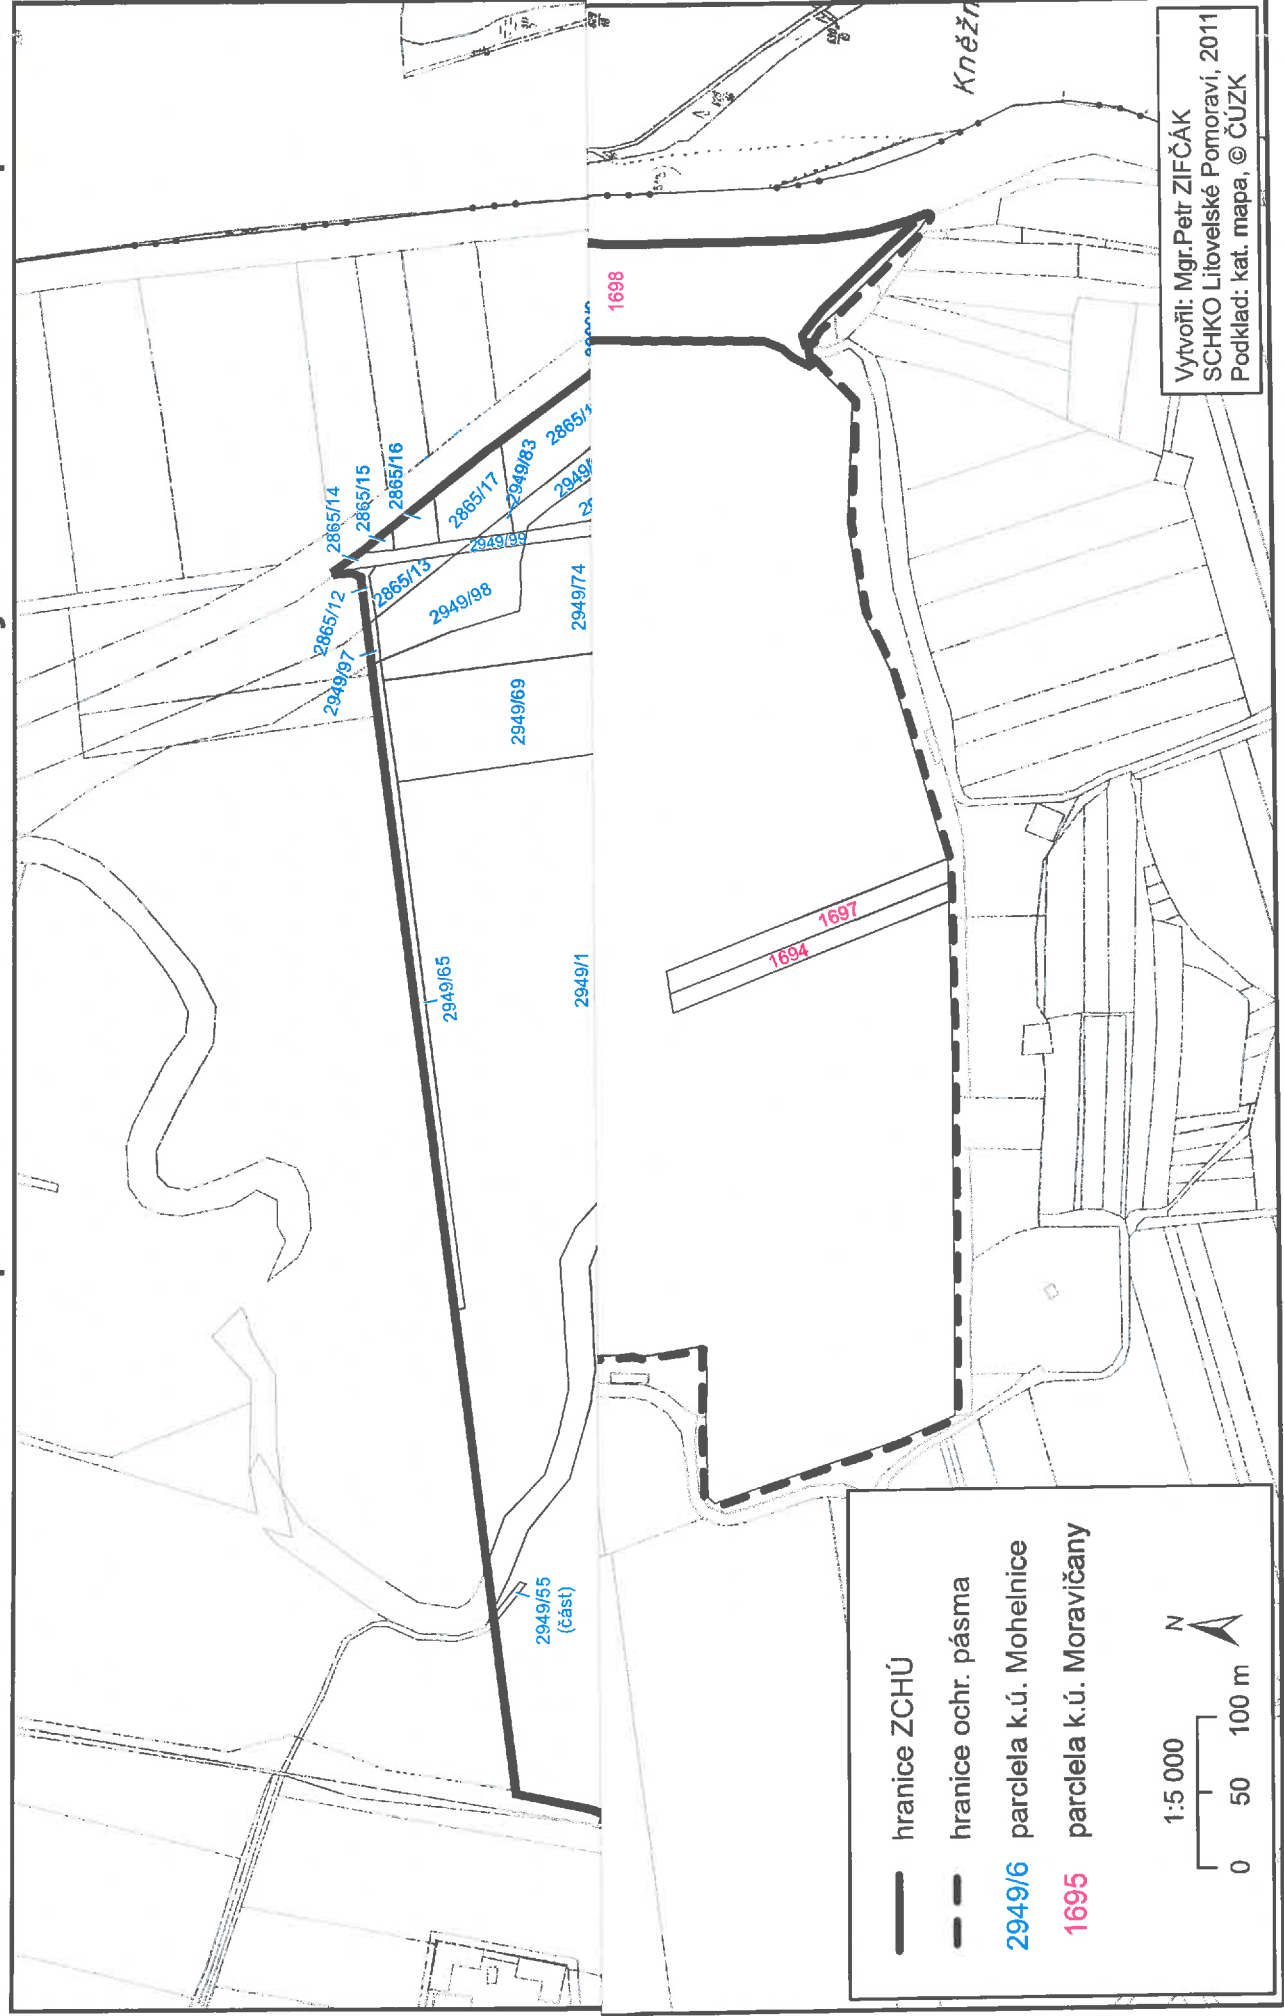 2865/14
2865/15
2865/16
2865/17
2949/83
2949/99
2865/13
2865/12
2949/97
2949/98
2949/74
2949/69
2949/65
2949/1
2949/55
(část)
1698
1697
1694
Vytvořil: Mgr.Petr ZIFČÁK
SCHKO Litovelské Pomoraví, 2011
Podklad: kat. mapa, © ČÚZK
hranice ZCHÚ
hranice ochr. pásma
2949/6 parcela k.ú. Mohelnice
1695 parcela k.ú. Moravičany
1:5 000
0 50 100 m
N